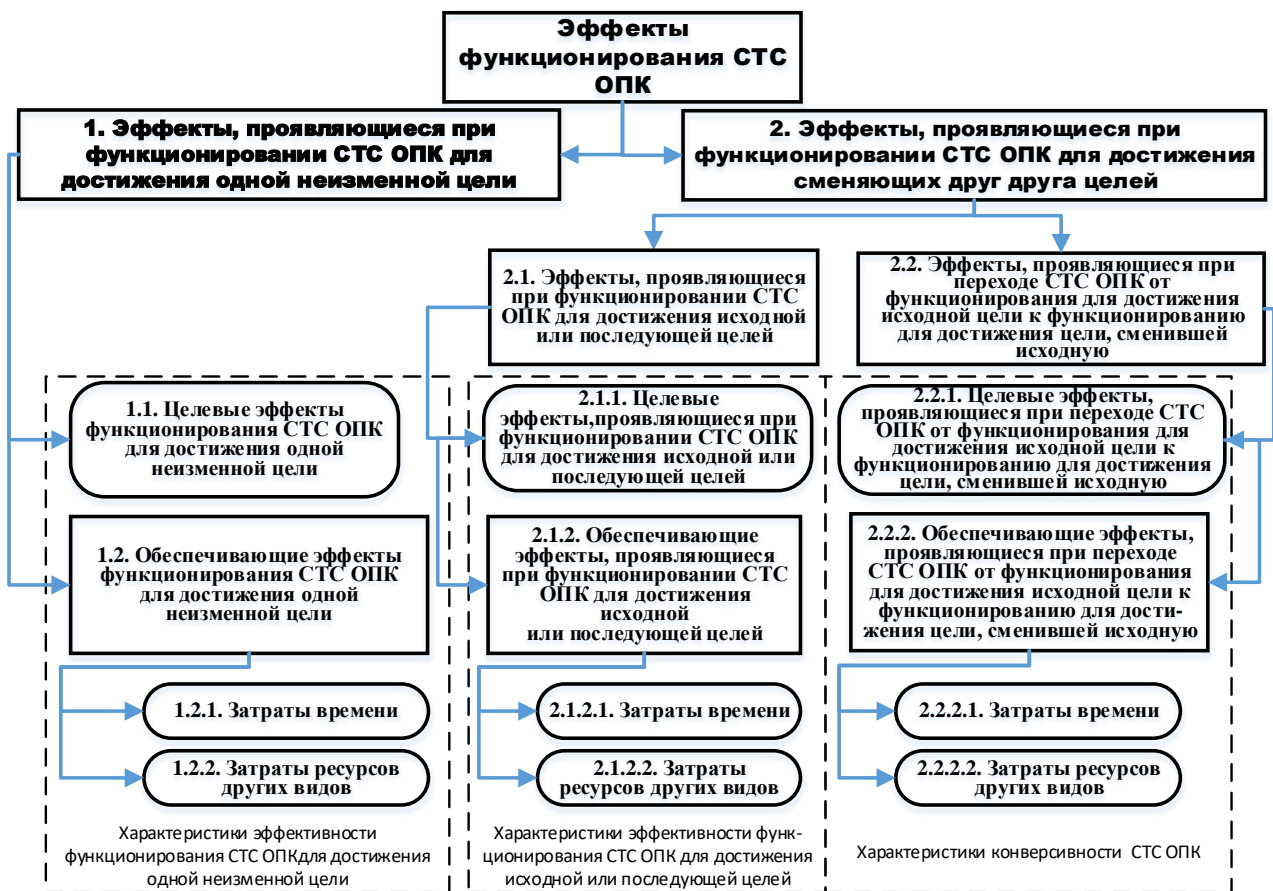 Эффекты
функционирования СТС
ОПК
1. Эффекты, проявляющиеся при
функционировании СТС ОПК для
достижения одной неизменной цели
2. Эффекты, проявляющиеся при
функционировании СТС ОПК для достижения
сменяющих друг друга целей
2.1. Эффекты, проявляющиеся
при функционировании СТС
ОПК для достижения исходной
или последующей целей
2.2. Эффекты, проявляющиеся при
переходе СТС ОПК от
функционирования для достижения
исходной цели к функционированию
для достижения цели, сменившей
исходную
1.1. Целевые эффекты
функционирования СТС ОПК
для достижения одной
неизменной цели
2.1.1. Целевые
эффекты,проявляющиеся при
функционировании СТС ОПК
для достижения исходной или
последующей целей
2.2.1. Целевые эффекты,
проявляющиеся при переходе СТС
ОПК от функционирования для
достижения исходной цели к
функционированию для достижения
цели, сменившей исходную
1.2. Обеспечивающие эффекты
функционирования СТС ОПК
для достижения одной
неизменной цели
2.1.2. Обеспечивающие
эффекты, проявляющиеся
при функционировании СТС
ОПК для достижения
исходной
или последующей целей
2.2.2. Обеспечивающие эффекты,
проявляющиеся при переходе
СТС ОПК от функционирования
для достижения исходной цели к
функционированию для дости-
жения цели, сменившей исходную
1.2.1. Затраты времени
2.1.2.1. Затраты времени
2.2.2.1. Затраты времени
1.2.2. Затраты ресурсов
других видов
2.1.2.2. Затраты
ресурсов других видов
2.2.2.2. Затраты ресурсов
других видов
Характеристики эффективности
функционирования СТС ОПКдля достижения
одной неизменной цели
Характеристики эффективности функ-
ционирования СТС ОПК для достижения
исходной или последующей целей
Характеристики конверсивности СТС ОПК